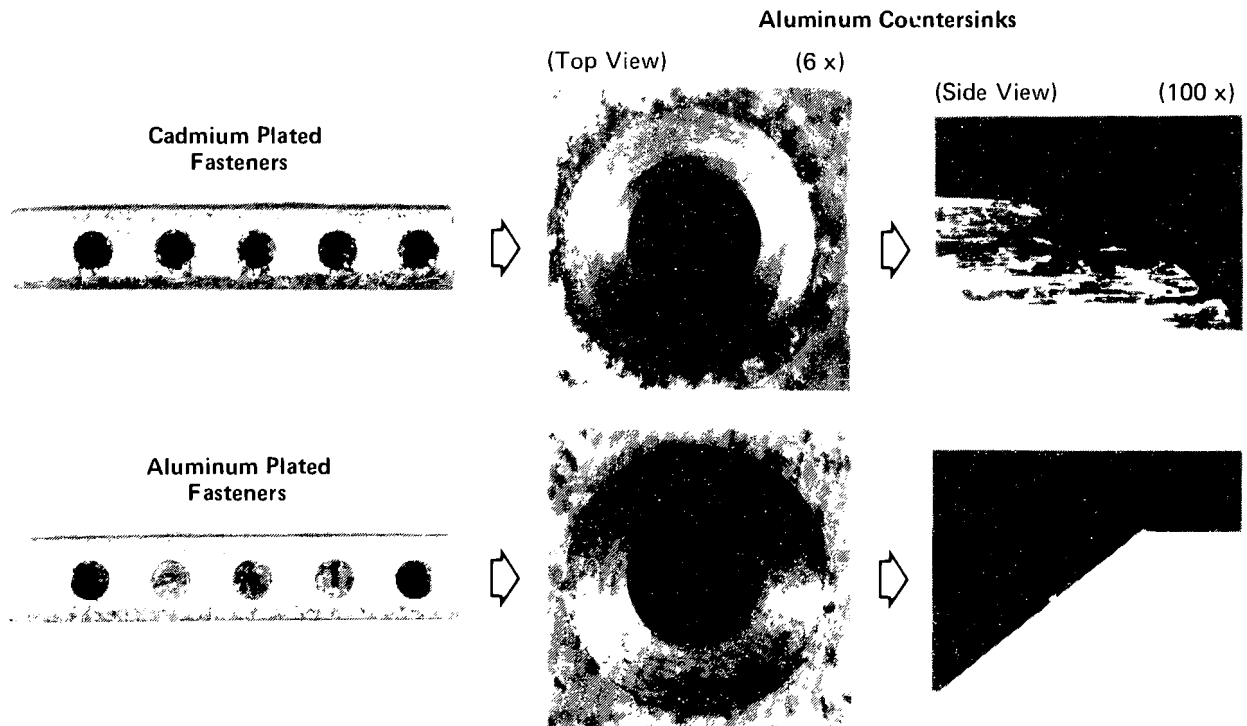 Aluminum Countersinks
(Top View) (6 x)
(Side View) (100 x)
Cadmium Plated
Fasteners
Aluminum Plated
Fasteners